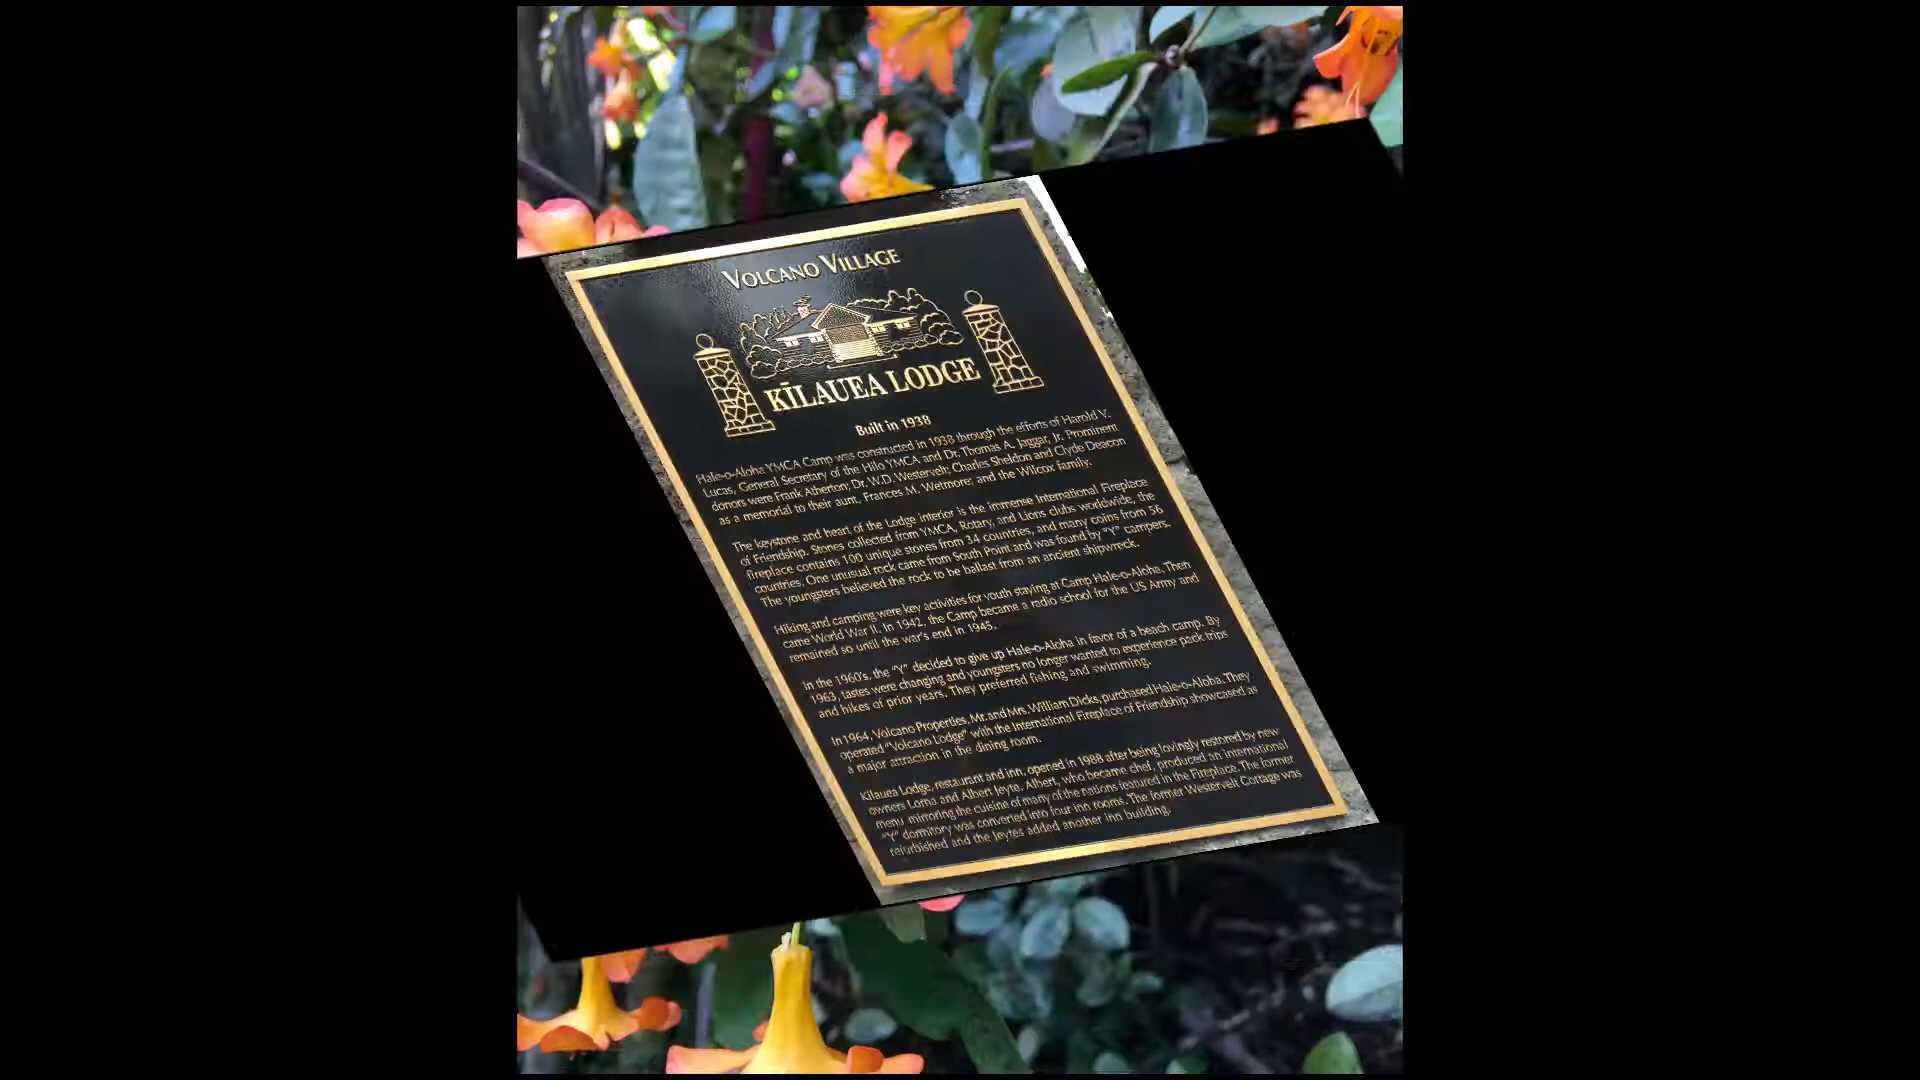 VOLCANO VILLAGE
KĪLAUEA LODGE
Built in 1938
Hale-o-Aloha YMCA Camp was constructed in 1938 through the efforts of Harold V.
Lucas, General Secretary of the Hilo YMCA and Dr. Thomas A. Jaggar, Jr. Prominent
donors were Frank Atherton; Dr. W.D. Westervelt; Charles Sheldon and Clyde Deacon
as a memorial to their aunt, Frances M. Wetmore; and the Wilcox family.
The keystone and heart of the Lodge interior is the immense International Fireplace
of Friendship. Stones collected from YMCA, Rotary, and Lions clubs worldwide, the
fireplace contains 100 unique stones from 34 countries, and many coins from 56
countries. One unusual rock came from South Point and was found by "Y" campers.
The youngsters believed the rock to be ballast from an ancient shipwreck.
Hiking and camping were key activities for youth staying at Camp Hale-o-Aloha. Then
came World War II. In 1942, the Camp became a radio school for the US Army and
remained so until the war's end in 1945.
In the 1960's, the "Y" decided to give up Hale-o-Aloha in favor of a beach camp. By
1963, tastes were changing and youngsters no longer wanted to experience pack trips
and hikes of prior years. They preferred fishing and swimming.
In 1964, Volcano Properties, Mr. and Mrs. William Dicks, purchased Hale-o-Aloha. They
operated "Volcano Lodge" with the International Fireplace of Friendship showcased as
a major attraction in the dining room.
Kīlauea Lodge, restaurant and inn, opened in 1988 after being lovingly restored by new
owners Lorna and Albert Jeyte. Albert, who became chef, produced an international
menu mirroring the cuisine of many of the nations featured in the Fireplace. The former
"Y" dormitory was converted into four inn rooms. The former Westervelt Cottage was
refurbished and the Jeytes added another inn building.